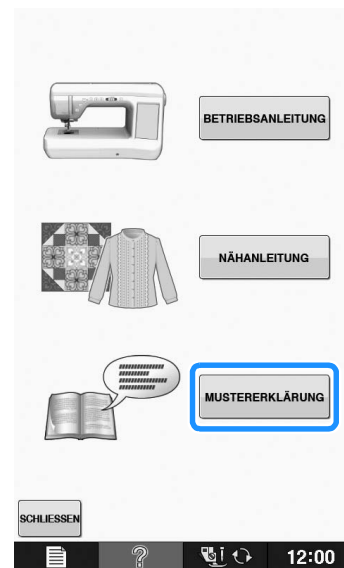 BETRIEBSANLEITUNG
NÄHANLEITUNG
MUSTERERKLÄRUNG
SCHLIESSEN
12:00